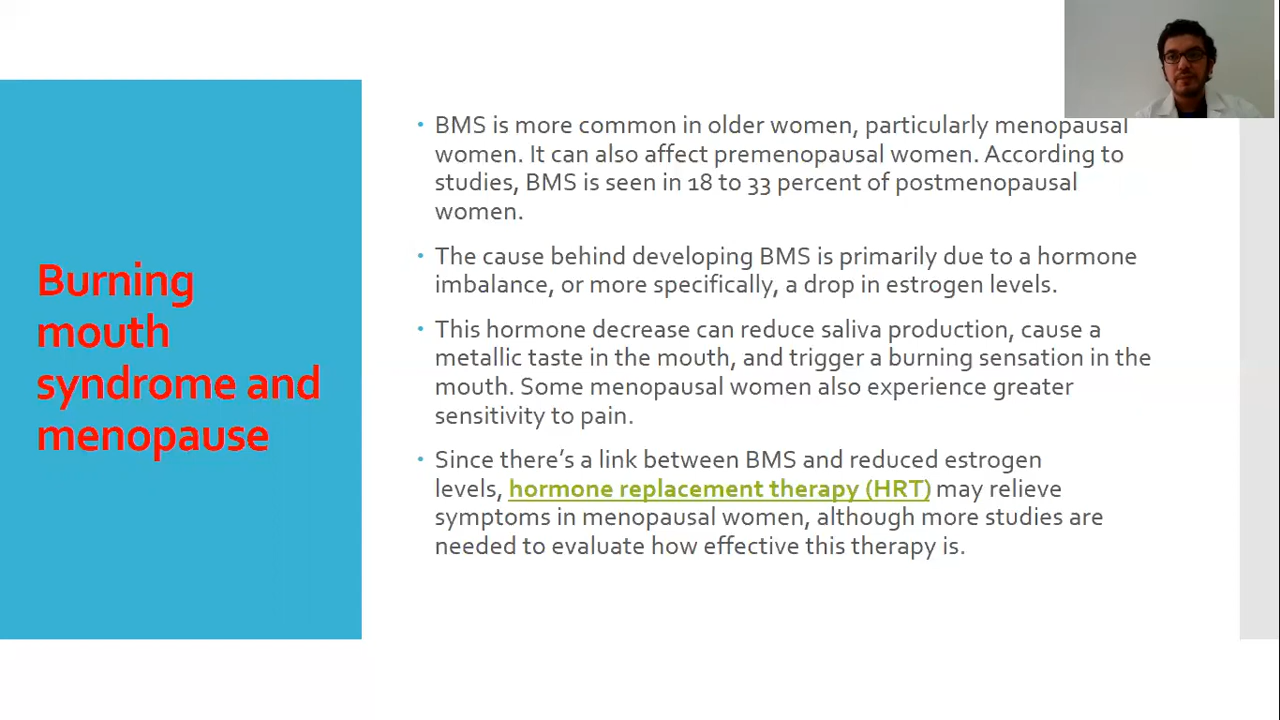 Burning
mouth
syndrome and
menopause
• BMS is more common in older women, particularly menopausal
women. It can also affect premenopausal women. According to
studies, BMS is seen in 18 to 33 percent of postmenopausal
women.
• The cause behind developing BMS is primarily due to a hormone
imbalance, or more specifically, a drop in estrogen levels.
• This hormone decrease can reduce saliva production, cause a
metallic taste in the mouth, and trigger a burning sensation in the
mouth. Some menopausal women also experience greater
sensitivity to pain.
• Since there’s a link between BMS and reduced estrogen
levels, hormone replacement therapy (HRT) may relieve
symptoms in menopausal women, although more studies are
needed to evaluate how effective this therapy is.